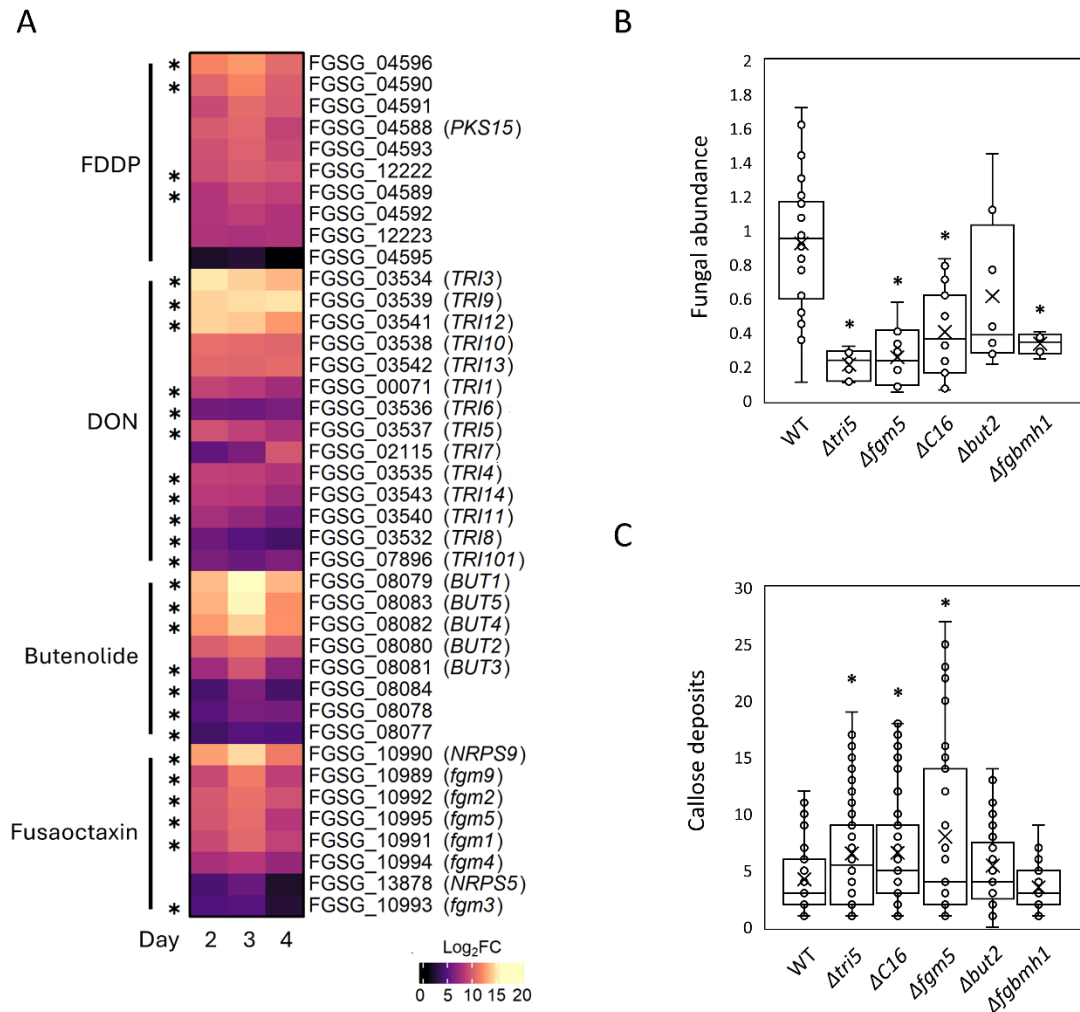 A
FDDP
* FGSG_04596
* FGSG_04590
FGSG_04591
FGSG_04588 (PKS15)
FGSG_04593
* FGSG_12222
* FGSG_04589
FGSG_04592
FGSG_12223
FGSG_04595
DON
* FGSG_03534 (TRI3)
* FGSG_03539 (TRI9)
* FGSG_03541 (TRI12)
FGSG_03538 (TRI10)
FGSG_03542 (TRI13)
* FGSG_00071 (TRI1)
* FGSG_03536 (TRI6)
* FGSG_03537 (TRI5)
FGSG_02115 (TRI7)
* FGSG_03535 (TRI4)
* FGSG_03543 (TRI14)
* FGSG_03540 (TRI11)
* FGSG_03532 (TRI8)
* FGSG_07896 (TRI101)
Butenolide
* FGSG_08079 (BUT1)
* FGSG_08083 (BUT5)
* FGSG_08082 (BUT4)
FGSG_08080 (BUT2)
* FGSG_08081 (BUT3)
* FGSG_08084
* FGSG_08078
* FGSG_08077
Fusaoctaxin
* FGSG_10990 (NRPS9)
* FGSG_10989 (fgm9)
* FGSG_10992 (fgm2)
* FGSG_10995 (fgm5)
* FGSG_10991 (fgm1)
FGSG_10994 (fgm4)
FGSG_13878 (NRPS5)
* FGSG_10993 (fgm3)
Day 2 3 4
Log₂FC
0 5 10 15 20
B
Fungal abundance
2
1.8
1.6
1.4
1.2
1
0.8
0.6
0.4
0.2
0
* * * *
WT Δtri5 Δfgm5 ΔC16 Δbut2 Δfgbmh1
C
Callose deposits
30
25
20
15
10
5
0
* * *
WT Δtri5 ΔC16 Δfgm5 Δbut2 Δfgbmh1